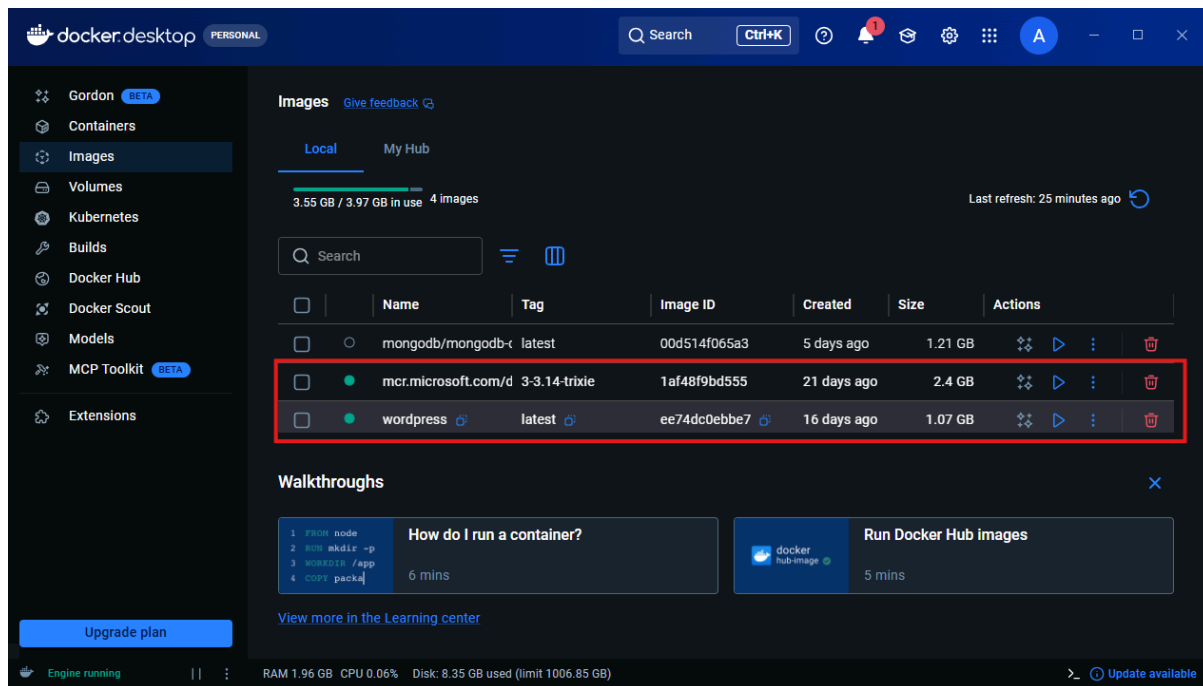 docker.desktop PERSONAL
Search Ctrl+K 1 A
Gordon BETA
Containers
Images
Volumes
Kubernetes
Builds
Docker Hub
Docker Scout
Models
MCP Toolkit BETA
Extensions
Upgrade plan
Images Give feedback
Local My Hub
3.55 GB / 3.97 GB in use 4 images
Last refresh: 25 minutes ago
Search
Name Tag Image ID Created Size Actions
mongodb/mongodb-c latest 00d514f065a3 5 days ago 1.21 GB
mcr.microsoft.com/d 3-3.14-trixie 1af48f9bd555 21 days ago 2.4 GB
wordpress latest ee74dc0ebbe7 16 days ago 1.07 GB
Walkthroughs
1 FROM node
2 RUN mkdir -p
3 WORKDIR /app
4 COPY packa
How do I run a container?
6 mins
docker
hub-image
Run Docker Hub images
5 mins
View more in the Learning center
Engine running RAM 1.96 GB CPU 0.06% Disk: 8.35 GB used (limit 1006.85 GB) Update available